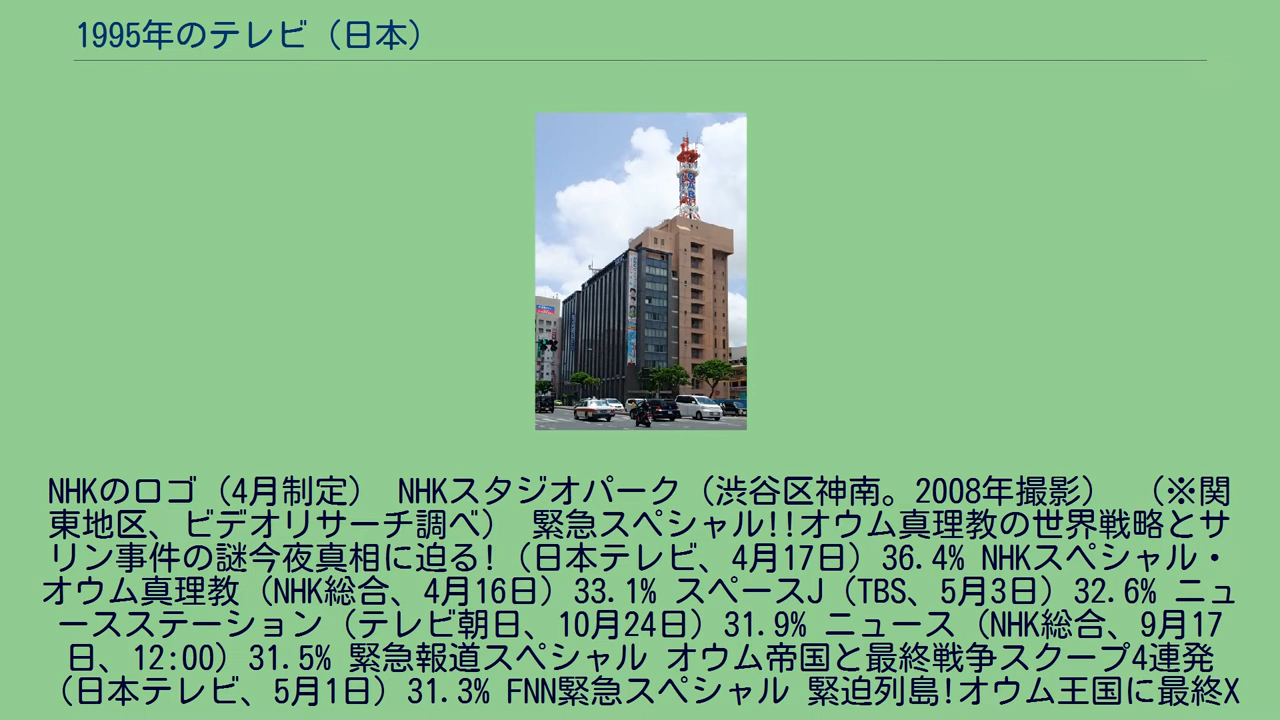 1995年のテレビ（日本）
NHKのロゴ（4月制定） NHKスタジオパーク（渋谷区神南。2008年撮影） （※関
東地区、ビデオリサーチ調べ） 緊急スペシャル!!オウム真理教の世界戦略とサ
リン事件の謎今夜真相に迫る!（日本テレビ、4月17日）36.4% NHKスペシャル・
オウム真理教（NHK総合、4月16日）33.1% スペースJ（TBS、5月3日）32.6% ニュ
ースステーション（テレビ朝日、10月24日）31.9% ニュース（NHK総合、9月17
日、12:00）31.5% 緊急報道スペシャル オウム帝国と最終戦争スクープ4連発
（日本テレビ、5月1日）31.3% FNN緊急スペシャル 緊迫列島!オウム王国に最終X